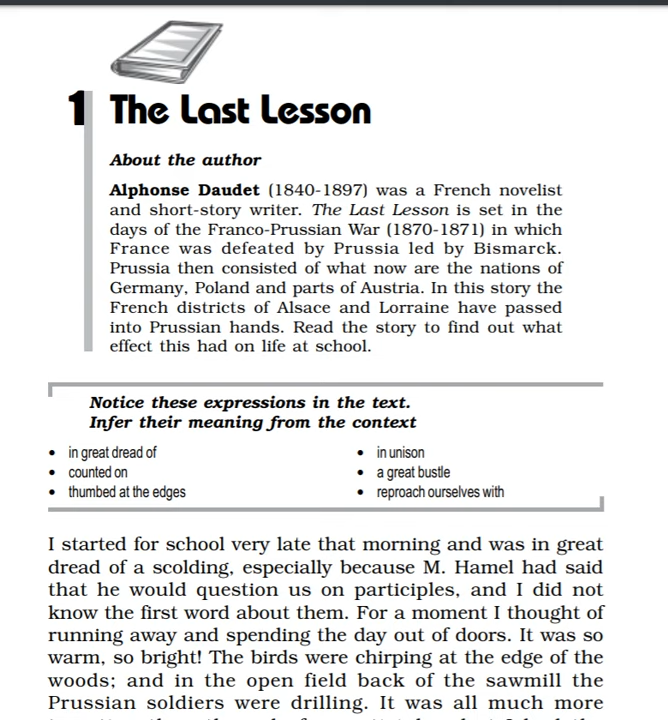 1 The Last Lesson
About the author
Alphonse Daudet (1840-1897) was a French novelist
and short-story writer. The Last Lesson is set in the
days of the Franco-Prussian War (1870-1871) in which
France was defeated by Prussia led by Bismarck.
Prussia then consisted of what now are the nations of
Germany, Poland and parts of Austria. In this story the
French districts of Alsace and Lorraine have passed
into Prussian hands. Read the story to find out what
effect this had on life at school.
Notice these expressions in the text.
Infer their meaning from the context
• in great dread of
• counted on
• thumbed at the edges
• in unison
• a great bustle
• reproach ourselves with
I started for school very late that morning and was in great
dread of a scolding, especially because M. Hamel had said
that he would question us on participles, and I did not
know the first word about them. For a moment I thought of
running away and spending the day out of doors. It was so
warm, so bright! The birds were chirping at the edge of the
woods; and in the open field back of the sawmill the
Prussian soldiers were drilling. It was all much more